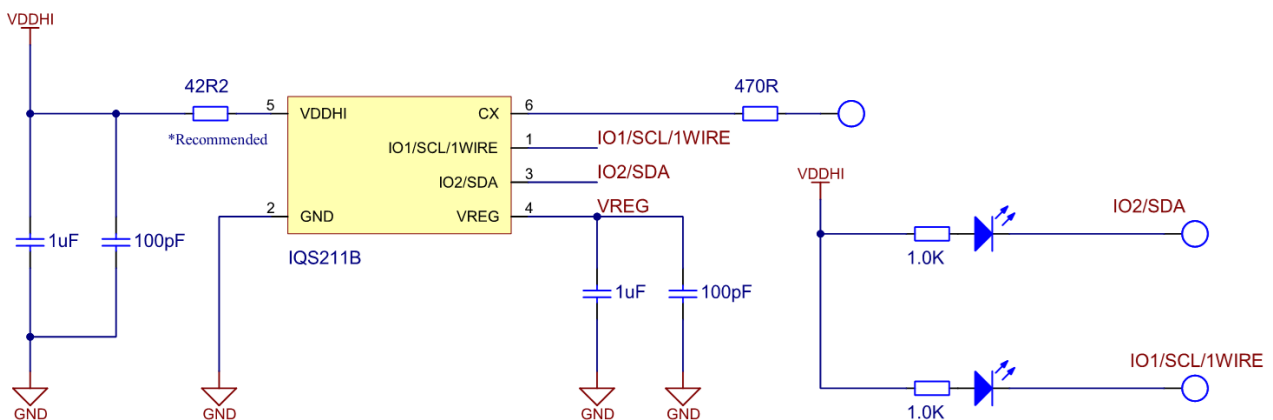 VDDHI
42R2
*Recommended
5
VDDHI
CX
6
470R
IO1/SCL/1WIRE
1
IO1/SCL/1WIRE
IO2/SDA
3
IO2/SDA
2
GND
VREG
4
VREG
IQS211B
1uF
100pF
1uF
100pF
GND
GND
GND
GND
VDDHI
IO2/SDA
1.0K
IO1/SCL/1WIRE
1.0K